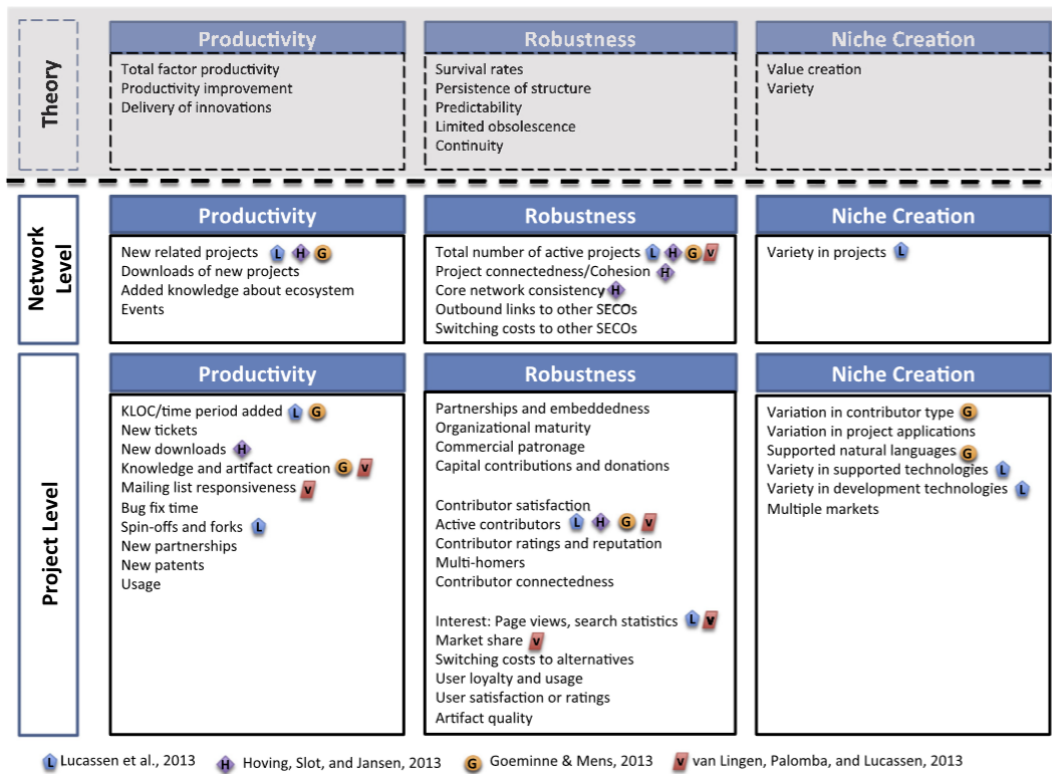 Theory
Productivity
Total factor productivity
Productivity improvement
Delivery of innovations
Robustness
Survival rates
Persistence of structure
Predictability
Limited obsolescence
Continuity
Niche Creation
Value creation
Variety
Network
Level
Productivity
New related projects L H G
Downloads of new projects
Added knowledge about ecosystem
Events
Robustness
Total number of active projects L H G v
Project connectedness/Cohesion H
Core network consistency H
Outbound links to other SECOs
Switching costs to other SECOs
Niche Creation
Variety in projects L
Project Level
Productivity
KLOC/time period added L G
New tickets
New downloads H
Knowledge and artifact creation G v
Mailing list responsiveness v
Bug fix time
Spin-offs and forks L
New partnerships
New patents
Usage
Robustness
Partnerships and embeddedness
Organizational maturity
Commercial patronage
Capital contributions and donations
Contributor satisfaction
Active contributors L H G v
Contributor ratings and reputation
Multi-homers
Contributor connectedness
Interest: Page views, search statistics L v
Market share v
Switching costs to alternatives
User loyalty and usage
User satisfaction or ratings
Artifact quality
Niche Creation
Variation in contributor type G
Variation in project applications
Supported natural languages G
Variety in supported technologies L
Variety in development technologies L
Multiple markets
L Lucassen et al., 2013 H Hoving, Slot, and Jansen, 2013 G Goeminne & Mens, 2013 v van Lingen, Palomba, and Lucassen, 2013